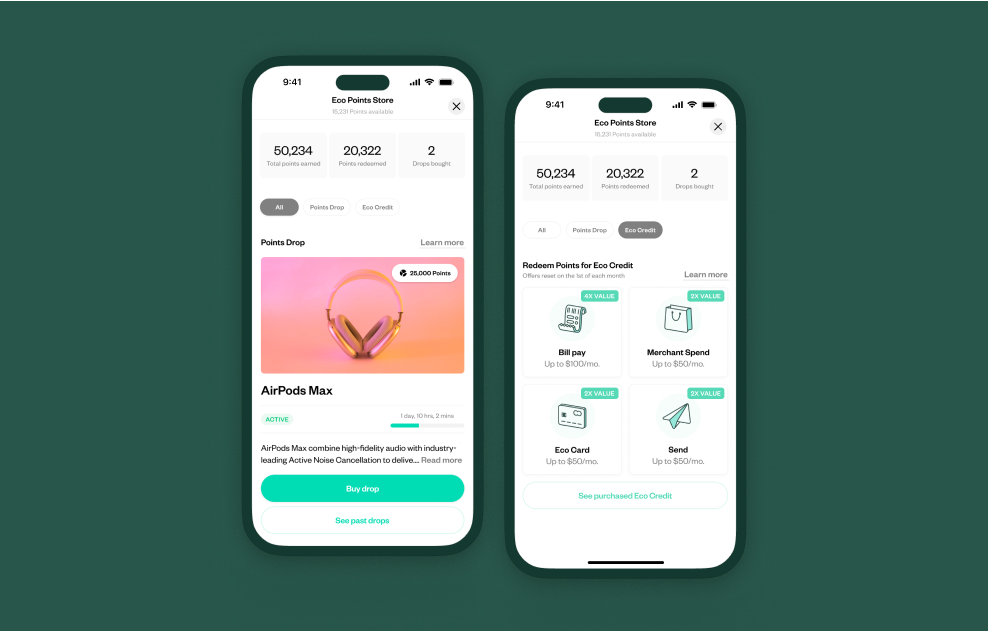 9:41
Eco Points Store
15,231 Points available
50,234
Total points earned
20,322
Points redeemed
2
Drops bought
All
Points Drop
Eco Credit
Points Drop
Learn more
25,000 Points
AirPods Max
ACTIVE
1 day, 10 hrs, 2 mins
AirPods Max combine high-fidelity audio with industry-
leading Active Noise Cancellation to delive... Read more
Buy drop
See past drops
9:41
Eco Points Store
15,231 Points available
50,234
Total points earned
20,322
Points redeemed
2
Drops bought
All
Points Drop
Eco Credit
Redeem Points for Eco Credit
Offers reset on the 1st of each month
Learn more
4X VALUE
Bill pay
Up to $100/mo.
2X VALUE
Merchant Spend
Up to $50/mo.
2X VALUE
Eco Card
Up to $50/mo.
2X VALUE
Send
Up to $50/mo.
See purchased Eco Credit